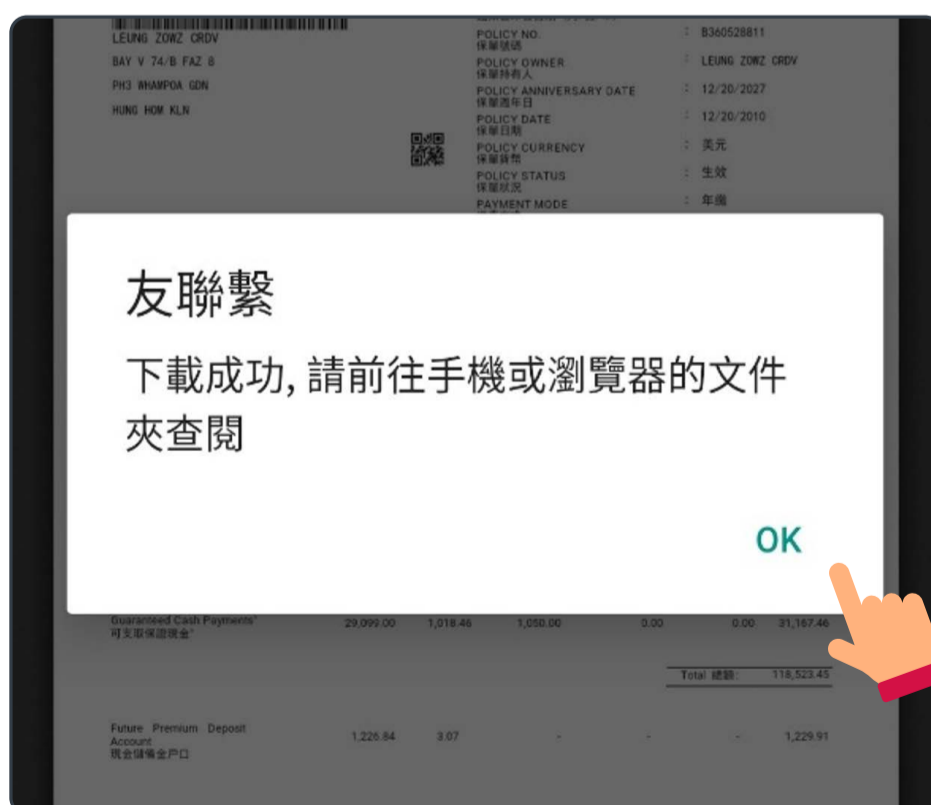 LEUNG ZOWZ CRDV
BAY V 74/B FAZ 8
PH3 WHAMPOA GDN
HUNG HOM KLN
POLICY NO. : B360528811
保單號碼
POLICY OWNER : LEUNG ZOWZ CRDV
保單持有人
POLICY ANNIVERSARY DATE : 12/20/2027
保單週年日
POLICY DATE : 12/20/2010
保單日期
POLICY CURRENCY : 美元
保單貨幣
POLICY STATUS : 生效
保單狀況
PAYMENT MODE : 年繳
友聯繫
下載成功, 請前往手機或瀏覽器的文件
夾查閱
OK
Guaranteed Cash Payments 29,099.00 1,018.46 1,050.00 0.00 0.00 31,167.46
可支取保證現金
Total 總額: 118,523.45
Future Premium Deposit
Account 1,226.84 3.07 - - - 1,229.91
現金儲備金户口